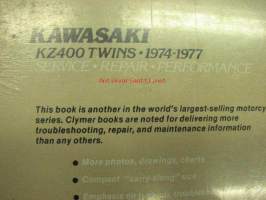 KAWASAKI
KZ400 TWINS · 1974-1977
SERVICE · REPAIR · PERFORMANCE
This book is another in the world's largest-selling motorcy
series. Clymer books are noted for delivering more
troubleshooting, repair, and maintenance information
than any others.
• More photos, drawings, charts
• Compact "carry-along" size
• Emphasis on